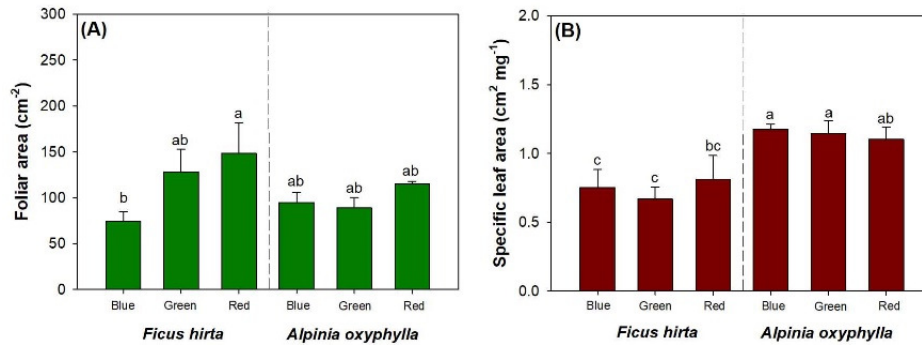 (A)
Foliar area (cm-2)
300
250
200
150
100
50
0
b
ab
a
ab
ab
ab
Blue
Green
Red
Blue
Green
Red
Ficus hirta
Alpinia oxyphylla
(B)
Specific leaf area (cm2 mg-1)
2.0
1.5
1.0
0.5
0.0
c
c
bc
a
a
ab
Blue
Green
Red
Blue
Green
Red
Ficus hirta
Alpinia oxyphylla